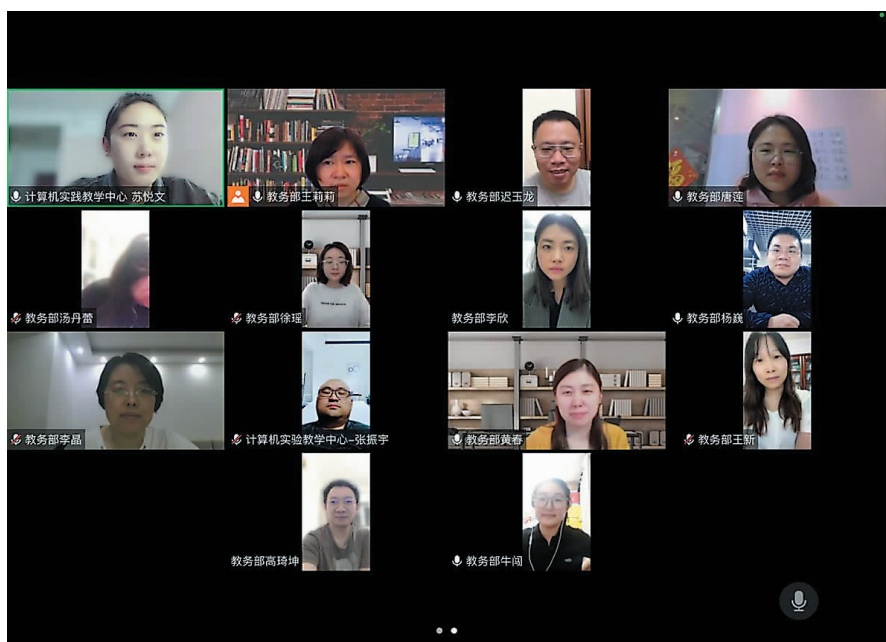 计算机实践教学中心 苏悦文
教务部王莉莉
教务部迟玉龙
教务部唐莲
教务部汤丹蕾
教务部徐瑶
教务部李欣
教务部杨巍
教务部李晶
计算机实验教学中心-张振宇
教务部黄春
教务部王新
教务部高琦坤
教务部牛闯